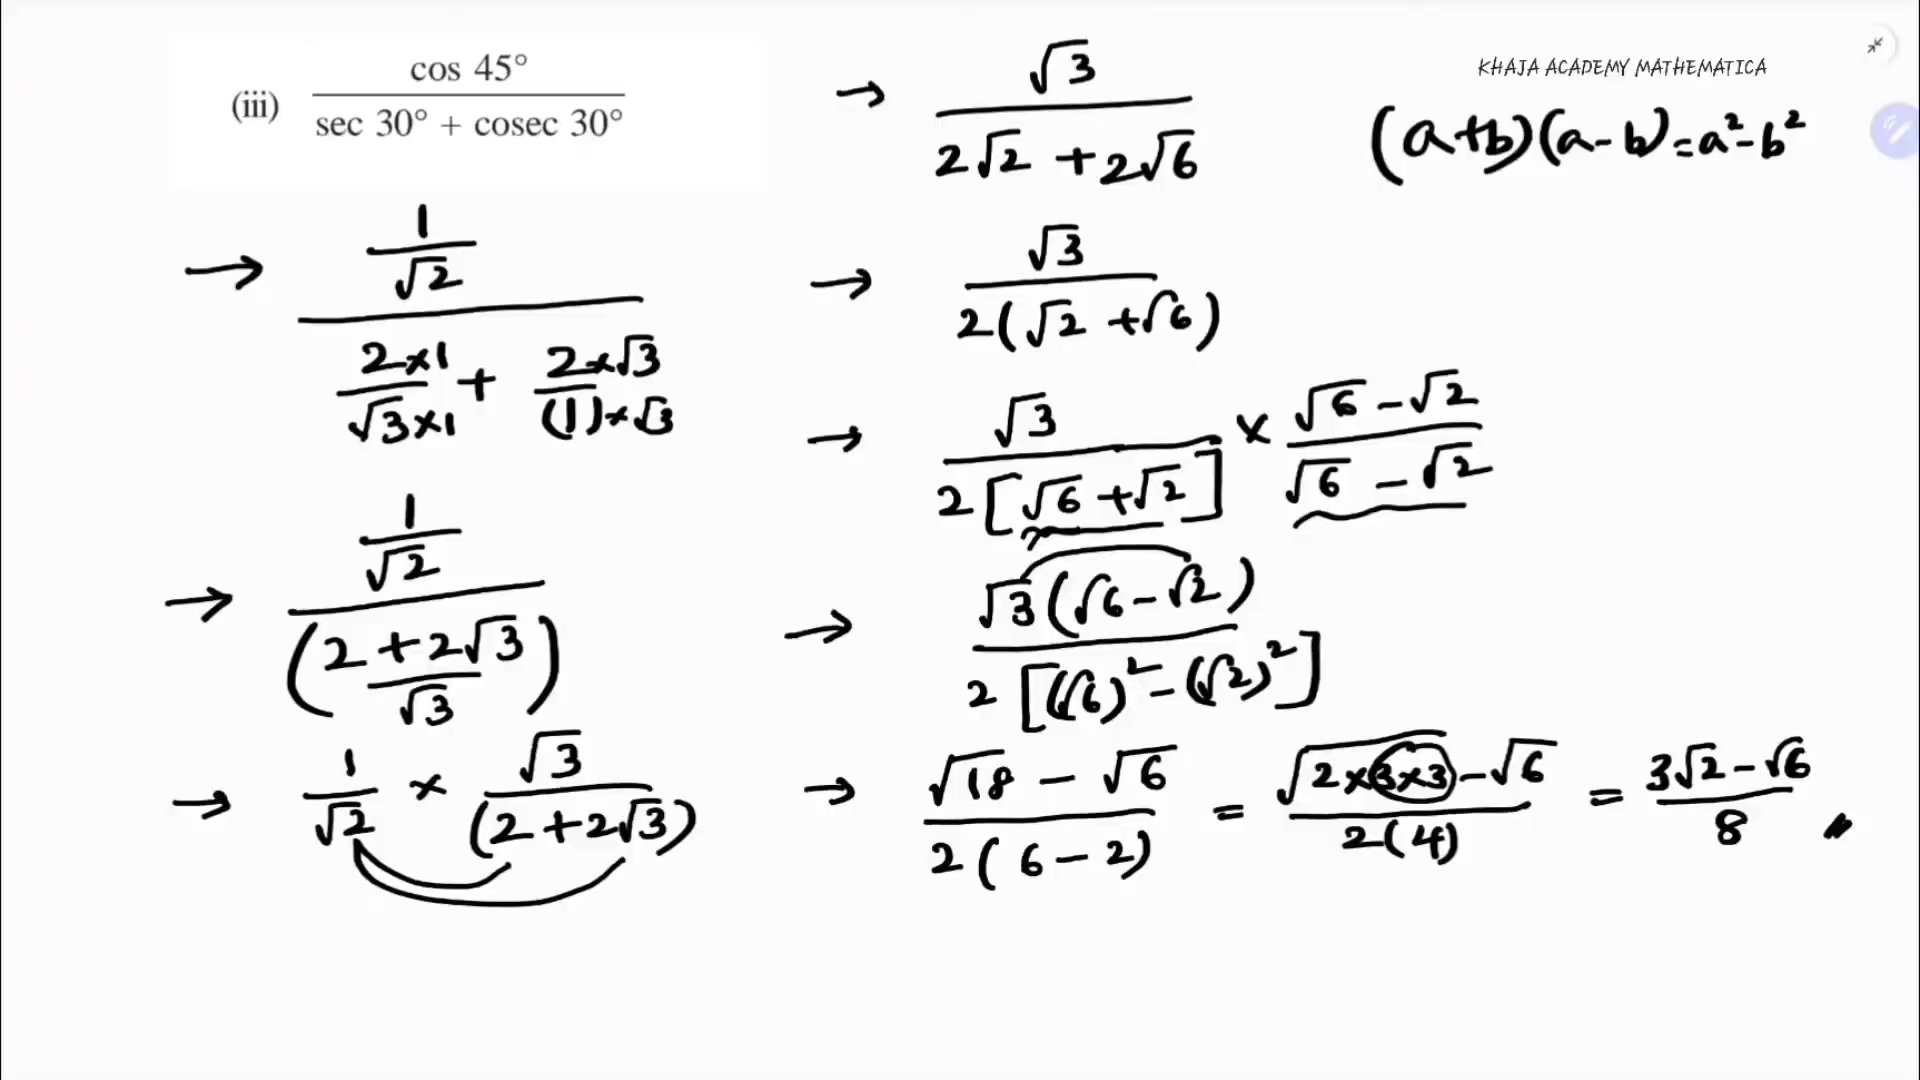 (iii) cos 45° / (sec 30° + cosec 30°)
→ (1/√2) / ((2×1)/(√3×1) + (2×√3)/((1)×√3))
→ (1/√2) / ((2+2√3)/√3)
→ 1/√2 × √3/(2+2√3)
→ √3 / (2√2 + 2√6)
→ √3 / 2(√2 + √6)
→ √3 / 2[√6 + √2] × (√6 - √2)/(√6 - √2)
→ √3(√6 - √2) / 2[(√6)² - (√2)²]
→ (√18 - √6) / 2(6 - 2) = (√2×3×3 - √6) / 2(4) = (3√2 - √6) / 8
KHAJA ACADEMY MATHEMATICA
(a+b)(a-b)=a²-b²